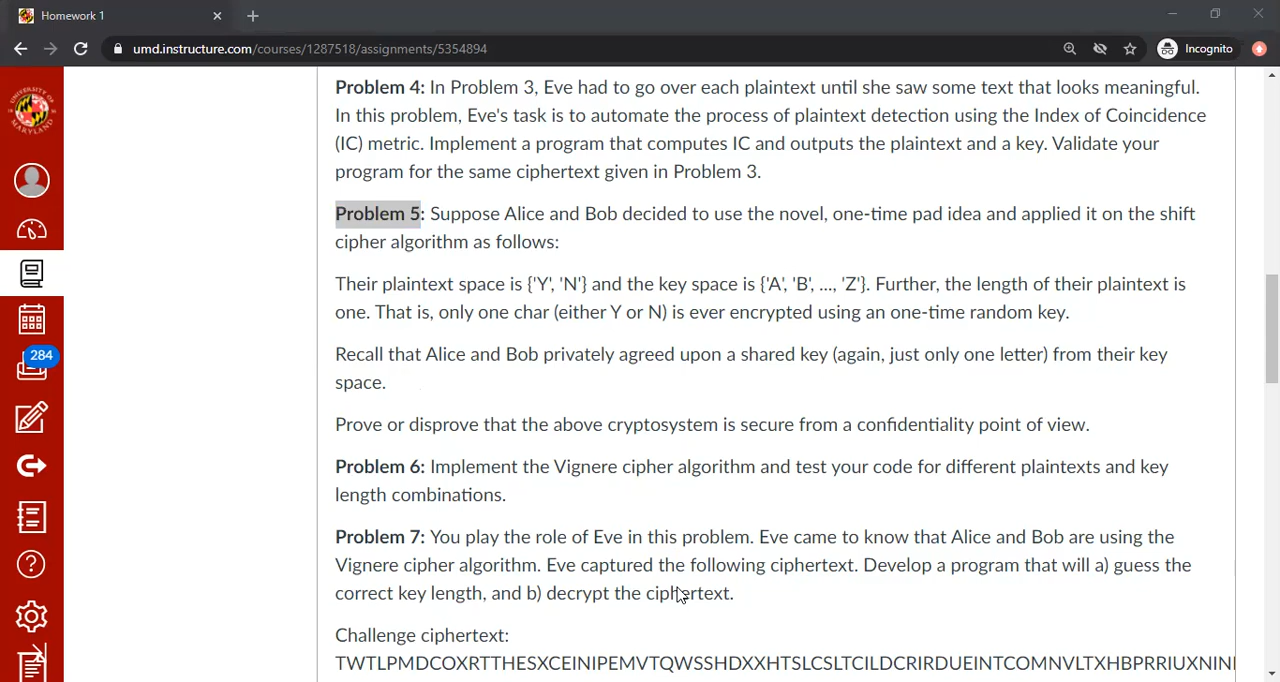 Homework 1
umd.instructure.com/courses/1287518/assignments/5354894
Incognito
UNIVERSITY OF
MARYLAND
284
Problem 4: In Problem 3, Eve had to go over each plaintext until she saw some text that looks meaningful.
In this problem, Eve's task is to automate the process of plaintext detection using the Index of Coincidence
(IC) metric. Implement a program that computes IC and outputs the plaintext and a key. Validate your
program for the same ciphertext given in Problem 3.
Problem 5: Suppose Alice and Bob decided to use the novel, one-time pad idea and applied it on the shift
cipher algorithm as follows:
Their plaintext space is {'Y', 'N'} and the key space is {'A', 'B', ..., 'Z'}. Further, the length of their plaintext is
one. That is, only one char (either Y or N) is ever encrypted using an one-time random key.
Recall that Alice and Bob privately agreed upon a shared key (again, just only one letter) from their key
space.
Prove or disprove that the above cryptosystem is secure from a confidentiality point of view.
Problem 6: Implement the Vignere cipher algorithm and test your code for different plaintexts and key
length combinations.
Problem 7: You play the role of Eve in this problem. Eve came to know that Alice and Bob are using the
Vignere cipher algorithm. Eve captured the following ciphertext. Develop a program that will a) guess the
correct key length, and b) decrypt the ciphertext.
Challenge ciphertext:
TWTLPMDCOXRTTHESXCEINIPEMVTQWSSHDXXHTSLCSLTCILDCRIRDUEINTCOMNVLTXHBPRRIUXNIN